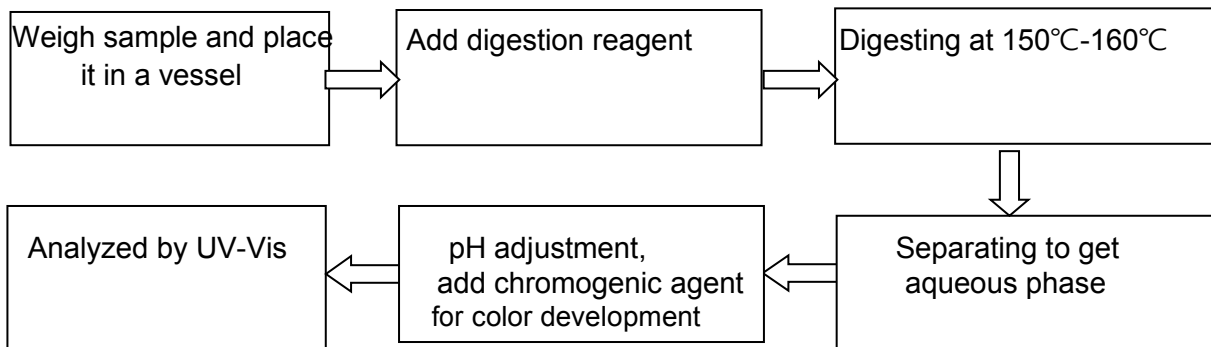 Weigh sample and place
it in a vessel
Add digestion reagent
Digesting at 150℃-160℃
Separating to get
aqueous phase
pH adjustment,
add chromogenic agent
for color development
Analyzed by UV-Vis